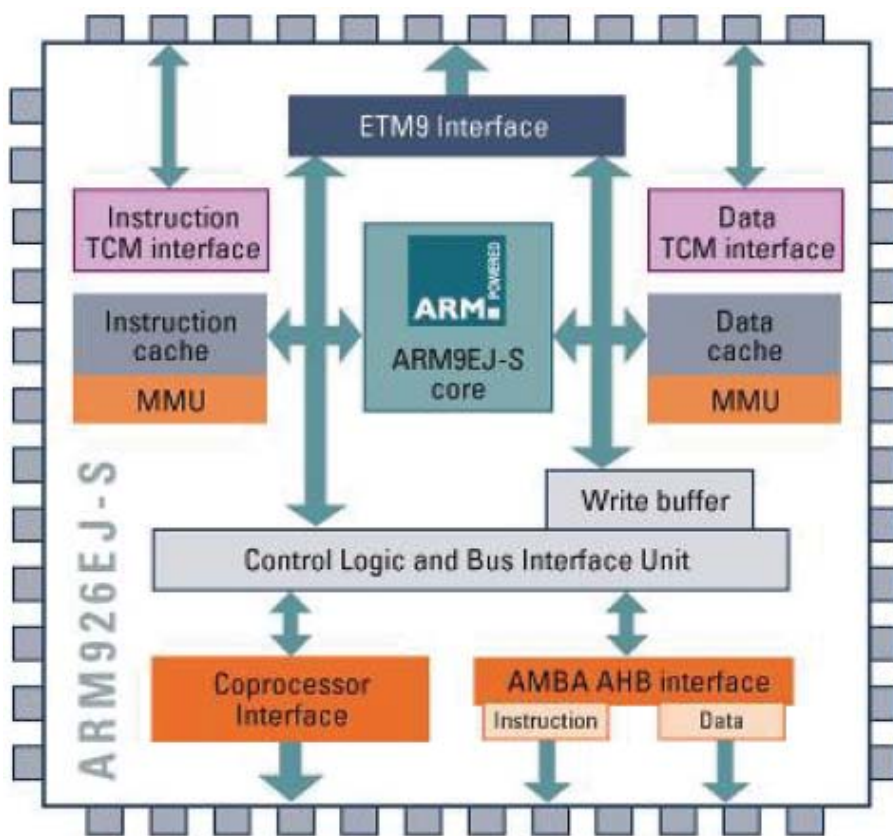 ETM9 Interface
Instruction
TCM interface
Data
TCM interface
ARM POWERED
Instruction
cache
MMU
ARM9EJ-S
core
Data
cache
MMU
Write buffer
Control Logic and Bus Interface Unit
Coprocessor
Interface
AMBA AHB interface
Instruction
Data
ARM926EJ-S